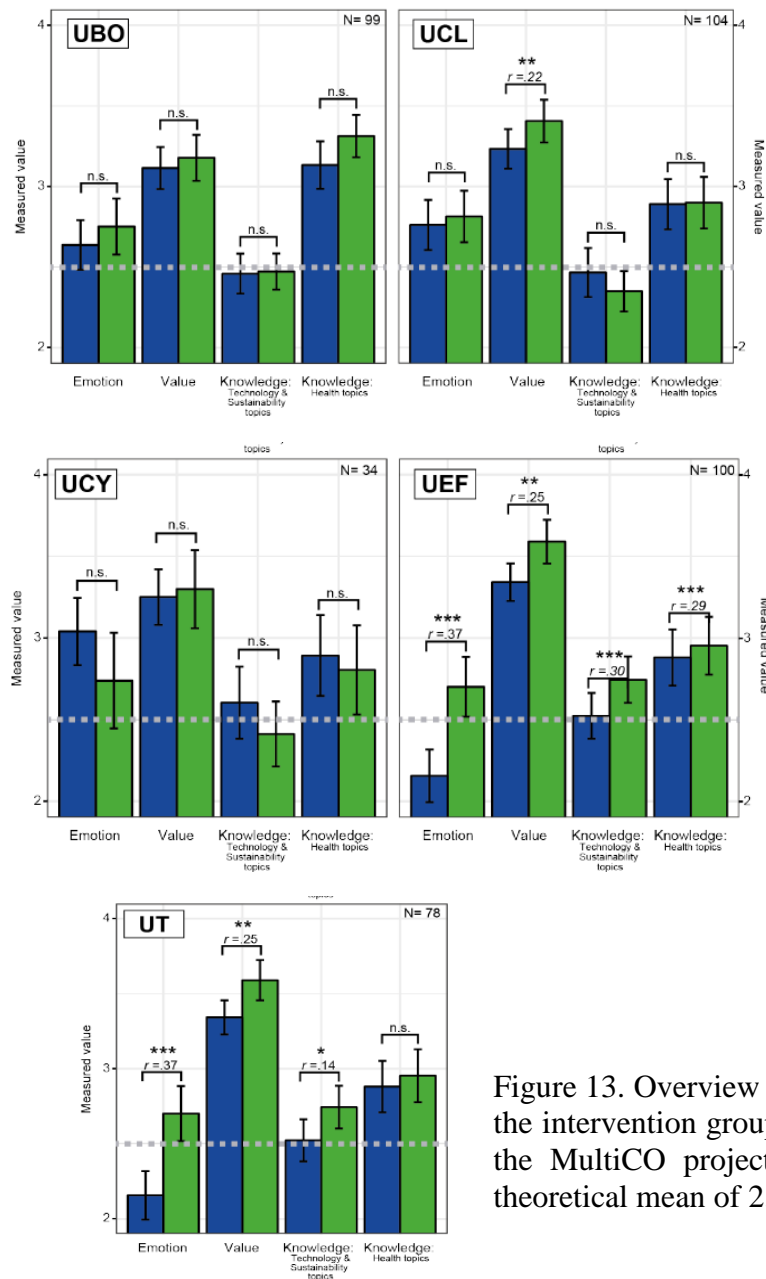 UBO
N= 99
4
Measured value
3
2
n.s.
n.s.
n.s.
n.s.
Emotion
Value
Knowledge:
Technology &
Sustainability
topics
Knowledge:
Health topics
UCL
N= 104
4
Measured value
3
2
n.s.
**
r =.22
n.s.
n.s.
Emotion
Value
Knowledge:
Technology &
Sustainability
topics
Knowledge:
Health topics
topics
UCY
N= 34
4
Measured value
3
2
n.s.
n.s.
n.s.
n.s.
Emotion
Value
Knowledge:
Technology &
Sustainability
topics
Knowledge:
Health topics
UEF
N= 100
4
Measured value
3
2
***
r =.37
**
r =.25
***
r =.30
***
r =.29
Emotion
Value
Knowledge:
Technology &
Sustainability
topics
Knowledge:
Health topics
UT
N= 78
4
Measured value
3
2
***
r =.37
**
r =.25
*
r =.14
n.s.
Emotion
Value
Knowledge:
Technology &
Sustainability
topics
Knowledge:
Health topics
Figure 13. Overview
the intervention group
the MultiCO project
theoretical mean of 2